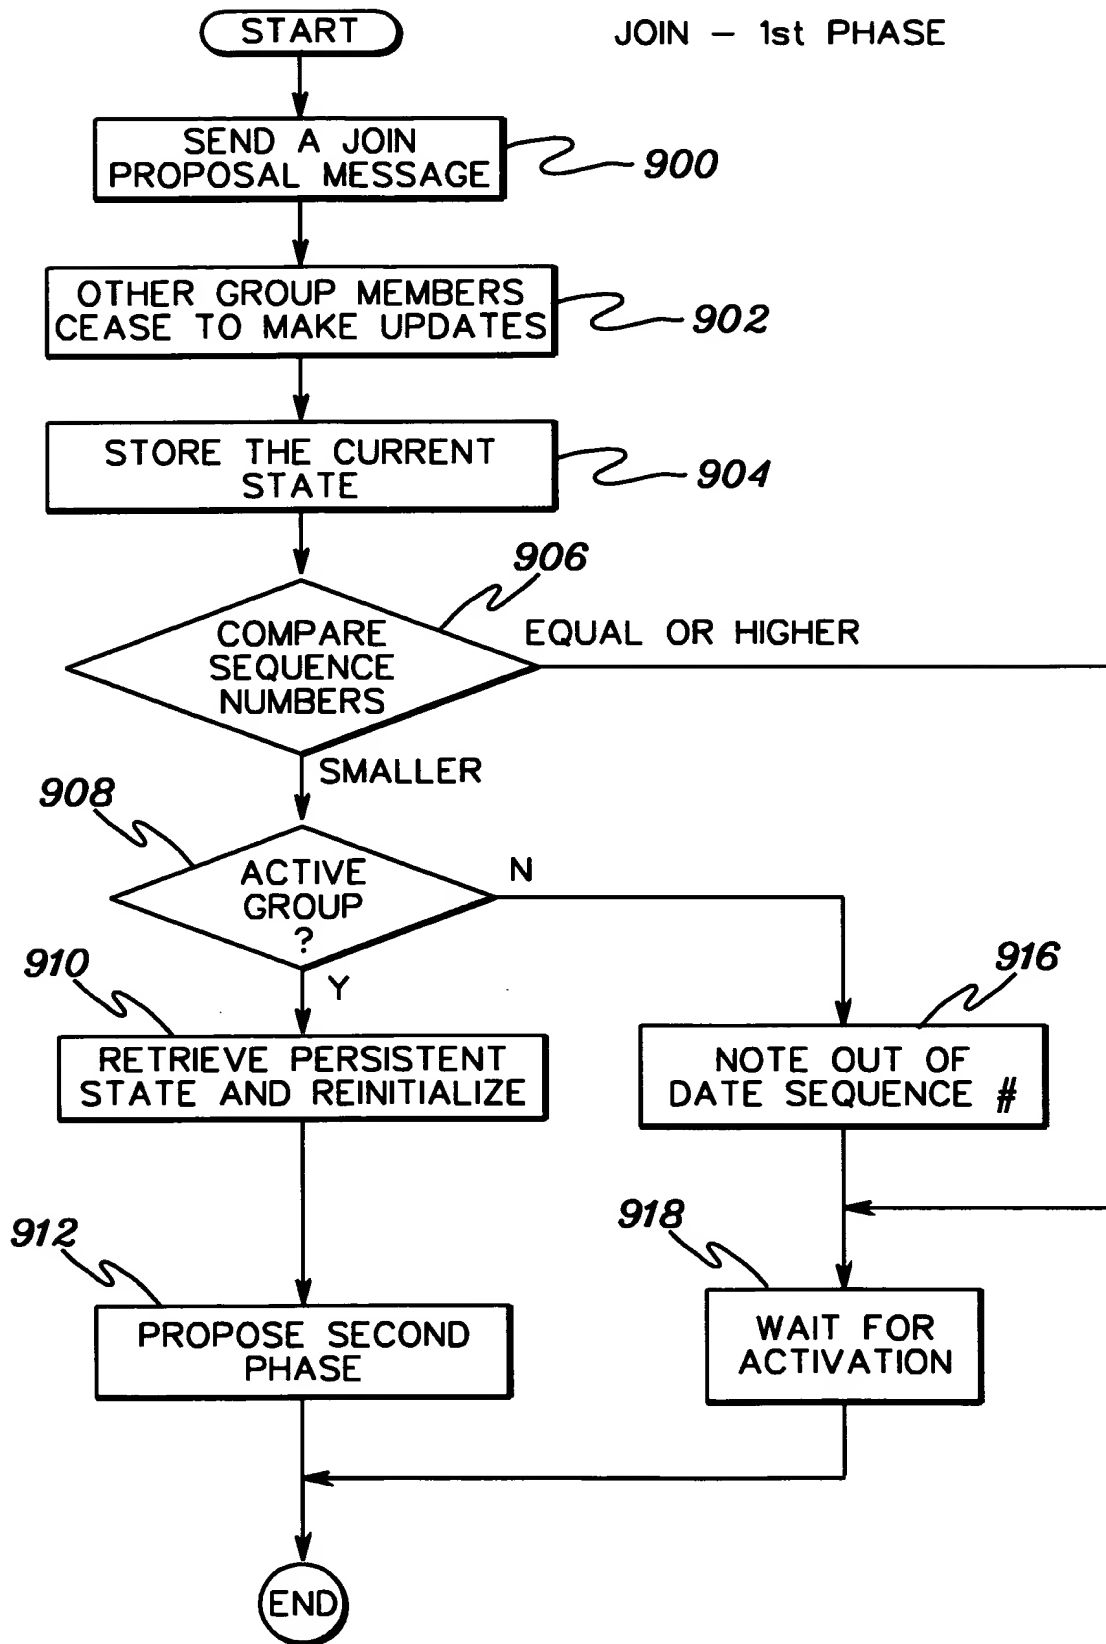 START
JOIN – 1st PHASE
SEND A JOIN
PROPOSAL MESSAGE
900
OTHER GROUP MEMBERS
CEASE TO MAKE UPDATES
902
STORE THE CURRENT
STATE
904
906
COMPARE
SEQUENCE
NUMBERS
EQUAL OR HIGHER
SMALLER
908
ACTIVE
GROUP
?
N
Y
910
RETRIEVE PERSISTENT
STATE AND REINITIALIZE
916
NOTE OUT OF
DATE SEQUENCE #
912
PROPOSE SECOND
PHASE
918
WAIT FOR
ACTIVATION
END